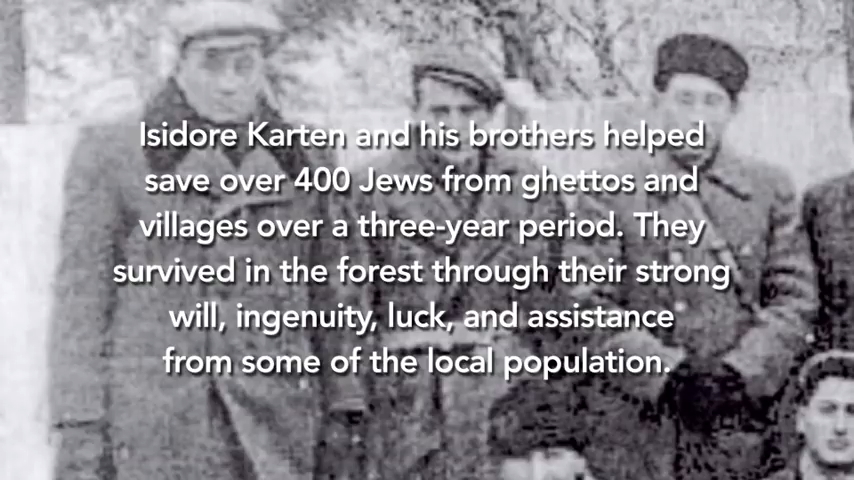 Isidore Karten and his brothers helped
save over 400 Jews from ghettos and
villages over a three-year period. They
survived in the forest through their strong
will, ingenuity, luck, and assistance
from some of the local population.